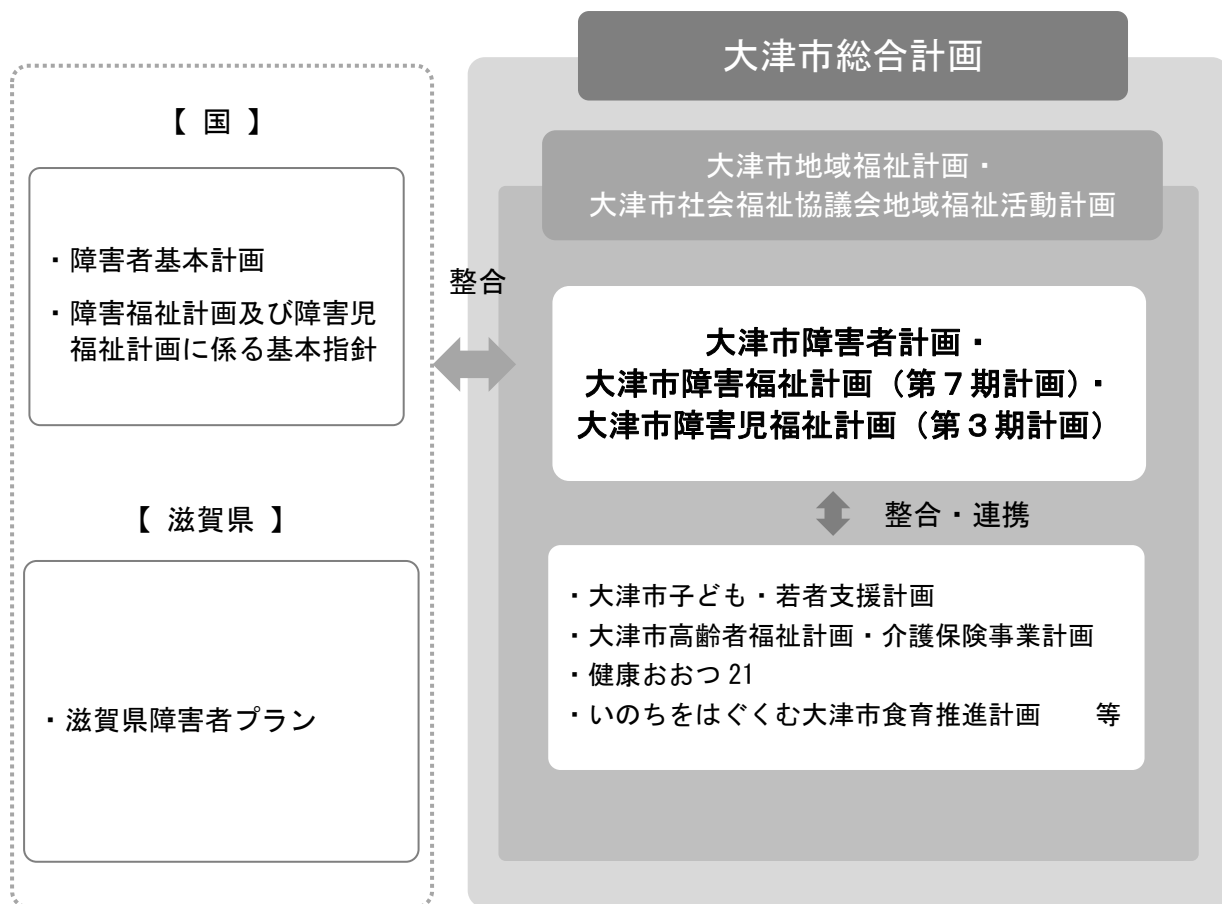 大津市総合計画
【 国 】
・障害者基本計画
・障害福祉計画及び障害児
福祉計画に係る基本指針
【 滋賀県 】
・滋賀県障害者プラン
整合
大津市地域福祉計画・
大津市社会福祉協議会地域福祉活動計画
大津市障害者計画・
大津市障害福祉計画（第７期計画）・
大津市障害児福祉計画（第３期計画）
整合・連携
・大津市子ども・若者支援計画
・大津市高齢者福祉計画・介護保険事業計画
・健康おおつ 21
・いのちをはぐくむ大津市食育推進計画　　等